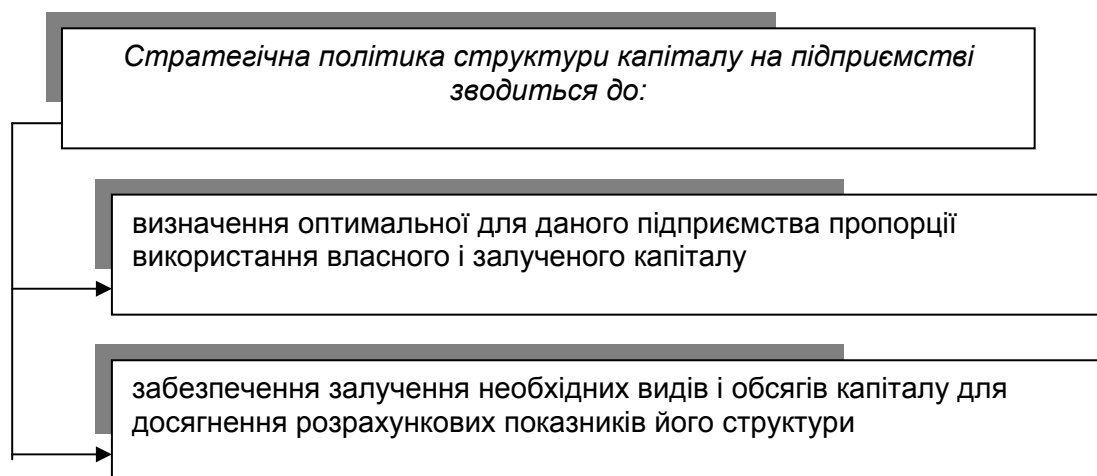 Стратегічна політика структури капіталу на підприємстві
зводиться до:
визначення оптимальної для даного підприємства пропорції
використання власного і залученого капіталу
забезпечення залучення необхідних видів і обсягів капіталу для
досягнення розрахункових показників його структури